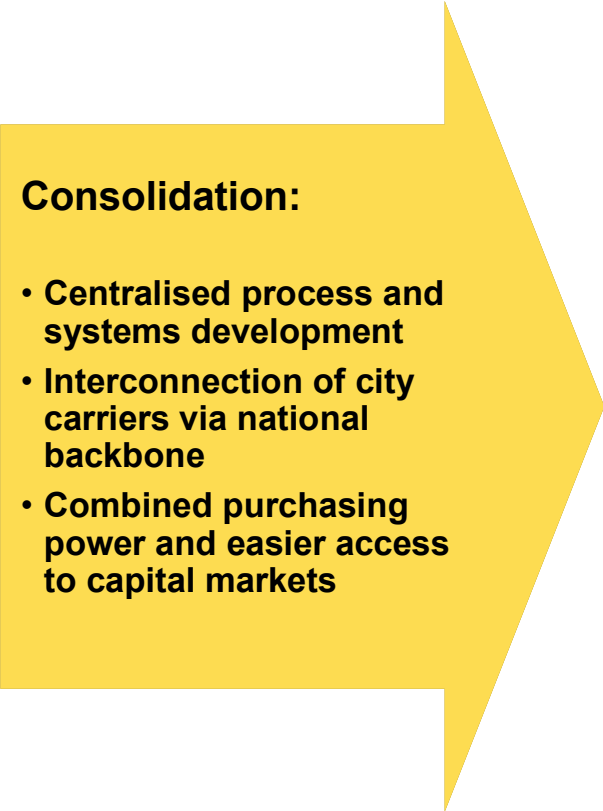 Consolidation:
• Centralised process and
systems development
• Interconnection of city
carriers via national
backbone
• Combined purchasing
power and easier access
to capital markets